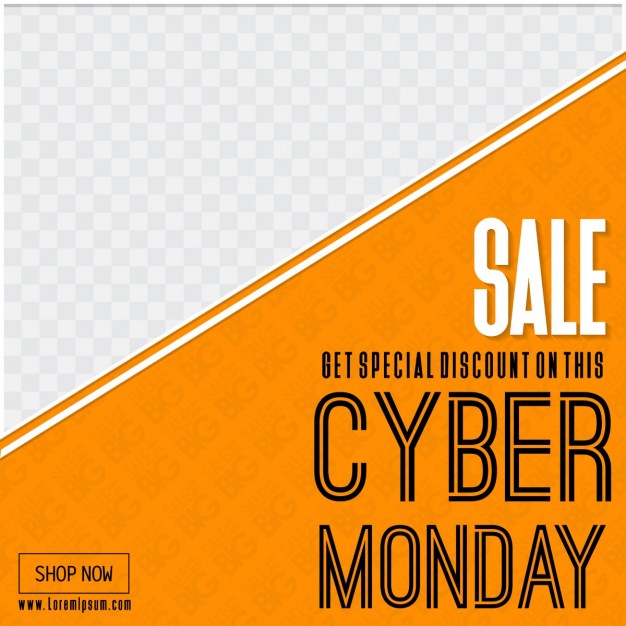 SALE
GET SPECIAL DISCOUNT ON THIS
CYBER
MONDAY
SHOP NOW
www.LoremIpsum.com